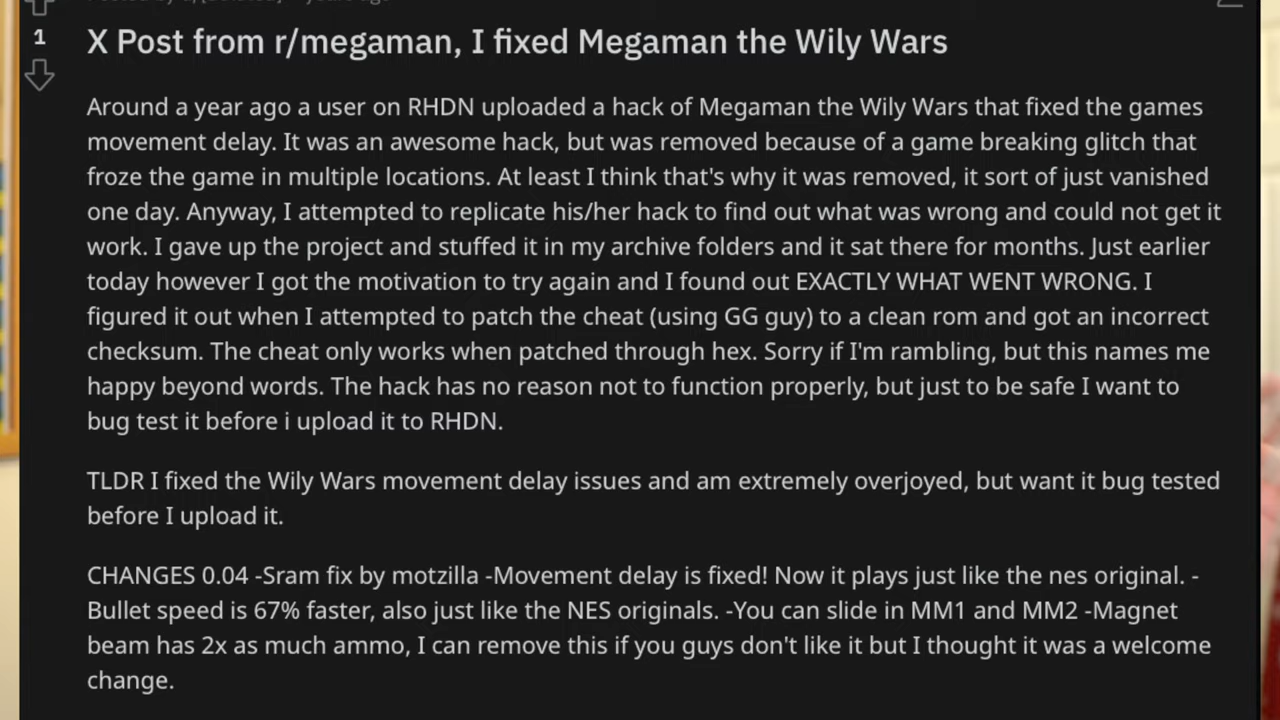 1
X Post from r/megaman, I fixed Megaman the Wily Wars
Around a year ago a user on RHDN uploaded a hack of Megaman the Wily Wars that fixed the games
movement delay. It was an awesome hack, but was removed because of a game breaking glitch that
froze the game in multiple locations. At least I think that's why it was removed, it sort of just vanished
one day. Anyway, I attempted to replicate his/her hack to find out what was wrong and could not get it
work. I gave up the project and stuffed it in my archive folders and it sat there for months. Just earlier
today however I got the motivation to try again and I found out EXACTLY WHAT WENT WRONG. I
figured it out when I attempted to patch the cheat (using GG guy) to a clean rom and got an incorrect
checksum. The cheat only works when patched through hex. Sorry if I'm rambling, but this names me
happy beyond words. The hack has no reason not to function properly, but just to be safe I want to
bug test it before i upload it to RHDN.
TLDR I fixed the Wily Wars movement delay issues and am extremely overjoyed, but want it bug tested
before I upload it.
CHANGES 0.04 -Sram fix by motzilla -Movement delay is fixed! Now it plays just like the nes original. -
Bullet speed is 67% faster, also just like the NES originals. -You can slide in MM1 and MM2 -Magnet
beam has 2x as much ammo, I can remove this if you guys don't like it but I thought it was a welcome
change.